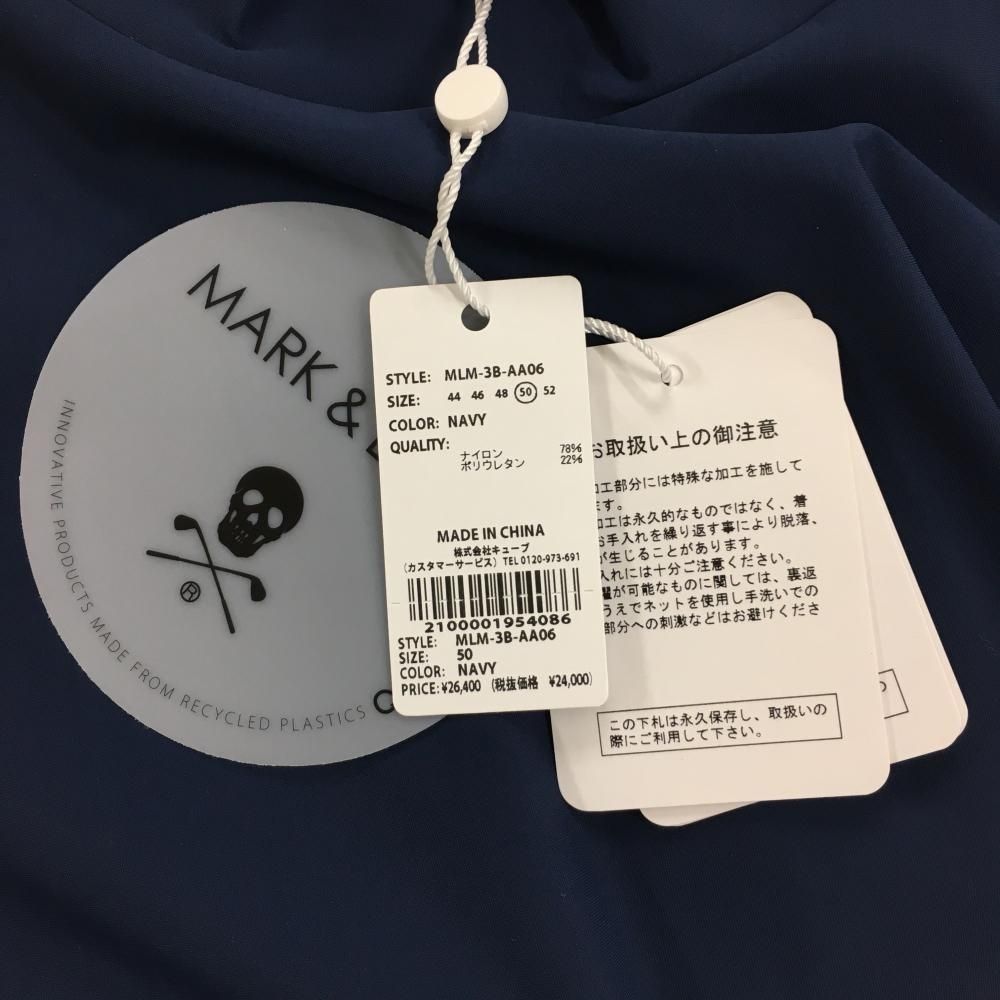 MARK &
®
INNOVATIVE PRODUCTS MADE FROM RECYCLED PLASTICS
STYLE: MLM-3B-AA06
SIZE: 44 46 48 50 52
COLOR: NAVY
QUALITY:
ナイロン 78%
ポリウレタン 22%
MADE IN CHINA
株式会社キューブ
(カスタマーサービス) TEL 0120-973-691
2100001954086
STYLE: MLM-3B-AA06
SIZE: 50
COLOR: NAVY
PRICE: ¥26,400 (税抜価格 ¥24,000)
お取扱い上の御注意
加工部分には特殊な加工を施して
ます。
加工は永久的なものではなく、着
お手入れを繰り返す事により脱落、
が生じることがあります。
入れには十分ご注意ください。
濯が可能なものに関しては、裏返
うえでネットを使用し手洗いでの
部分への刺激などはお避けくださ
この下札は永久保存し、取扱いの
際にご利用して下さい。